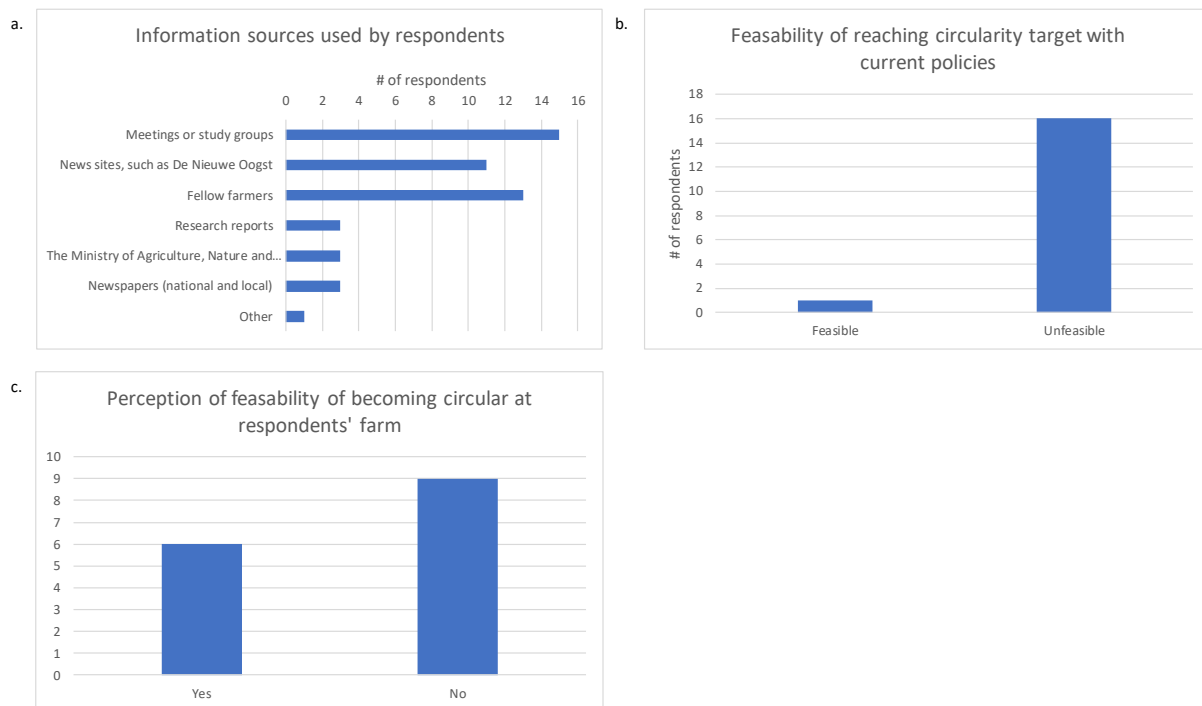 a.
Information sources used by respondents
# of respondents
0 2 4 6 8 10 12 14 16
Meetings or study groups
News sites, such as De Nieuwe Oogst
Fellow farmers
Research reports
The Ministry of Agriculture, Nature and...
Newspapers (national and local)
Other
b.
Feasability of reaching circularity target with
current policies
# of respondents
18
16
14
12
10
8
6
4
2
0
Feasible Unfeasible
c.
Perception of feasability of becoming circular at
respondents' farm
10
9
8
7
6
5
4
3
2
1
0
Yes No